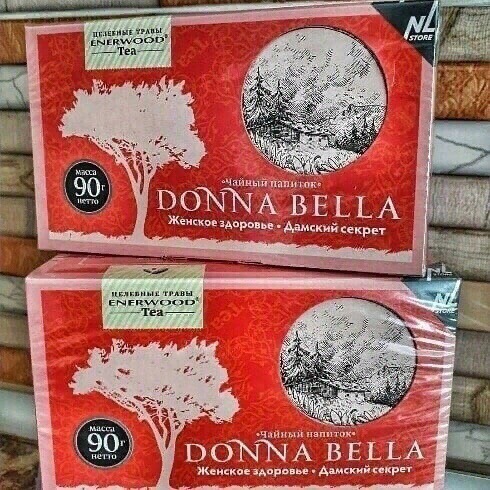 ЦЕЛЕБНЫЕ ТРАВЫ
ENERWOOD®
Tea
NL
STORE
масса
90г
нетто
«Чайный напиток»
DONNA BELLA
Женское здоровье • Дамский секрет
ЦЕЛЕБНЫЕ ТРАВЫ
ENERWOOD®
Tea
NL
STORE
масса
90г
нетто
«Чайный напиток»
DONNA BELLA
Женское здоровье • Дамский секрет